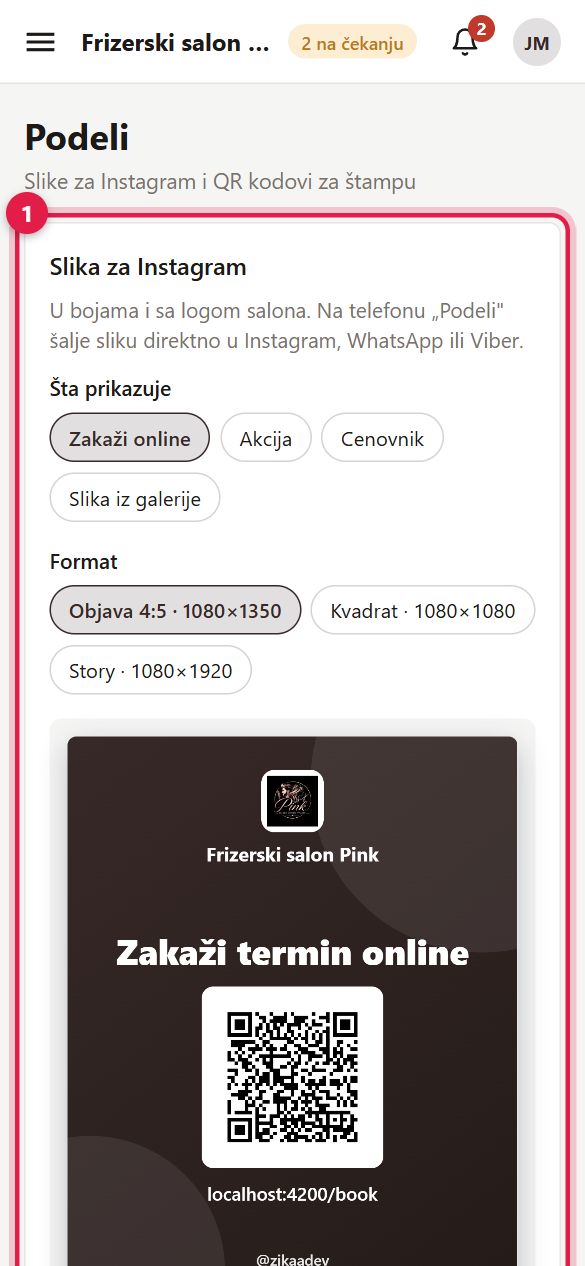 Frizerski salon ...
2 na čekanju
2
JM
Podeli
Slike za Instagram i QR kodovi za štampu
1
Slika za Instagram
U bojama i sa logom salona. Na telefonu „Podeli"
šalje sliku direktno u Instagram, WhatsApp ili Viber.
Šta prikazuje
Zakaži online
Akcija
Cenovnik
Slika iz galerije
Format
Objava 4:5 · 1080×1350
Kvadrat · 1080×1080
Story · 1080×1920
Pink
Frizerski salon Pink
Zakaži termin online
localhost:4200/book
@zikaadev